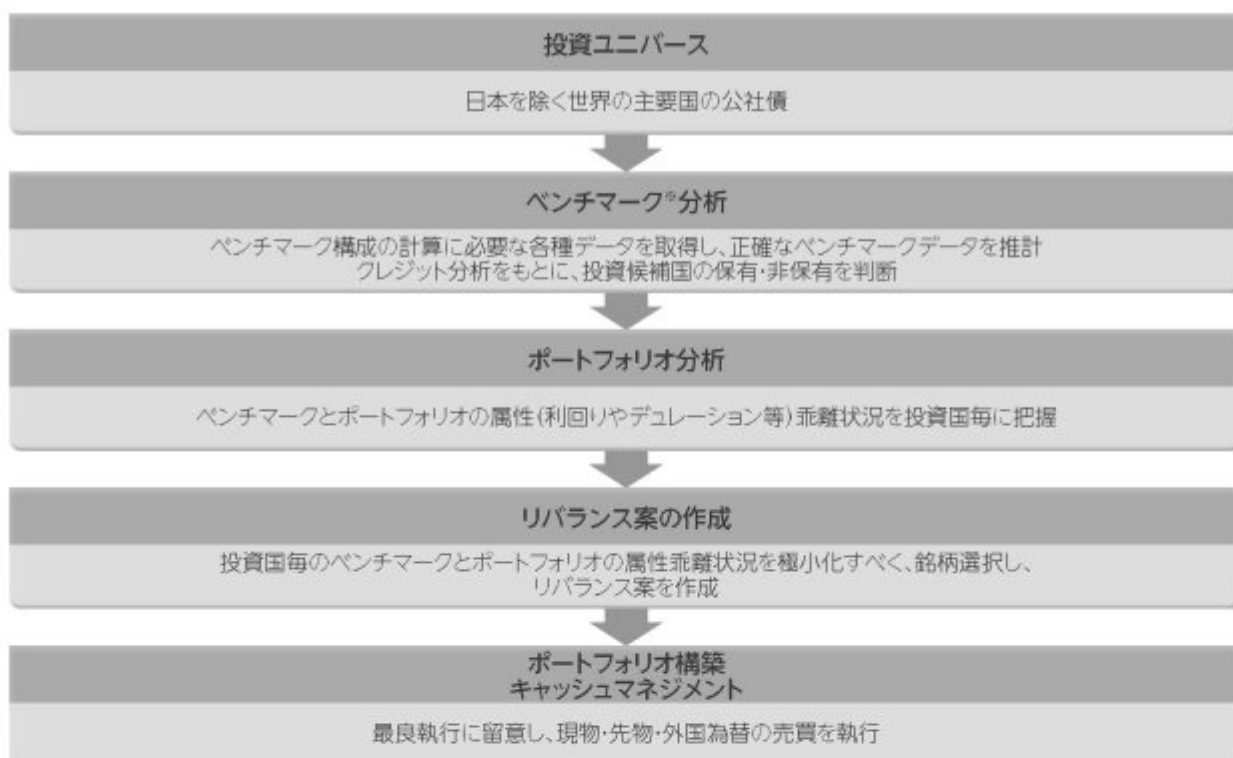 投資ユニバース
日本を除く世界の主要国の公社債
ベンチマーク※分析
ベンチマーク構成の計算に必要な各種データを取得し、正確なベンチマークデータを推計
クレジット分析をもとに、投資候補国の保有・非保有を判断
ポートフォリオ分析
ベンチマークとポートフォリオの属性(利回りやデュレーション等)乖離状況を投資国毎に把握
リバランス案の作成
投資国毎のベンチマークとポートフォリオの属性乖離状況を極小化すべく、銘柄選択し、
リバランス案を作成
ポートフォリオ構築
キャッシュマネジメント
最良執行に留意し、現物・先物・外国為替の売買を執行